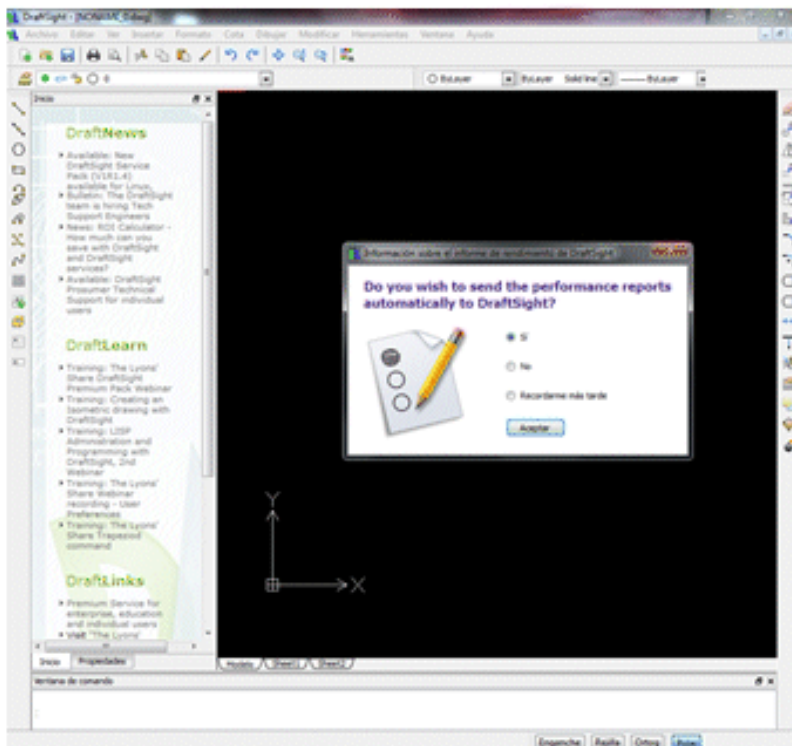 DraftSight - [NONAME_0.dwg]
Archivo Editar Ver Insertar Formato Cota Dibujar Modificar Herramientas Ventana Ayuda
0
ByLayer
ByLayer Solid line
ByLayer
Inicio
DraftNews
Available: New
DraftSight Service
Pack (V1R1.4)
available for Linux,
Bulletin: The DraftSight
team is hiring Tech
Support Engineers
News: ROI Calculator -
How much can you
save with DraftSight
and DraftSight
services?
Available: DraftSight
Prosumer Technical
Support for individual
users
DraftLearn
Training: The Lyons'
Share DraftSight
Premium Pack Webinar
Training: Creating an
Isometric drawing with
DraftSight
Training: LISP
Administration and
Programming with
DraftSight, 2nd
Webinar
Training: The Lyons'
Share Webinar
recording - User
Preferences
Training: The Lyons'
Share Trapezoid
command
DraftLinks
Premium Service for
enterprise, education
and individual users
Visit 'The Lyons'
Inicio
Propiedades
Información sobre el informe de rendimiento de DraftSight
Do you wish to send the performance reports
automatically to DraftSight?
Sí
No
Recordarme más tarde
Aceptar
Y
X
Modelo
Sheet1
Sheet2
Ventana de comando
:
Enganche Rejilla Ortog Polar